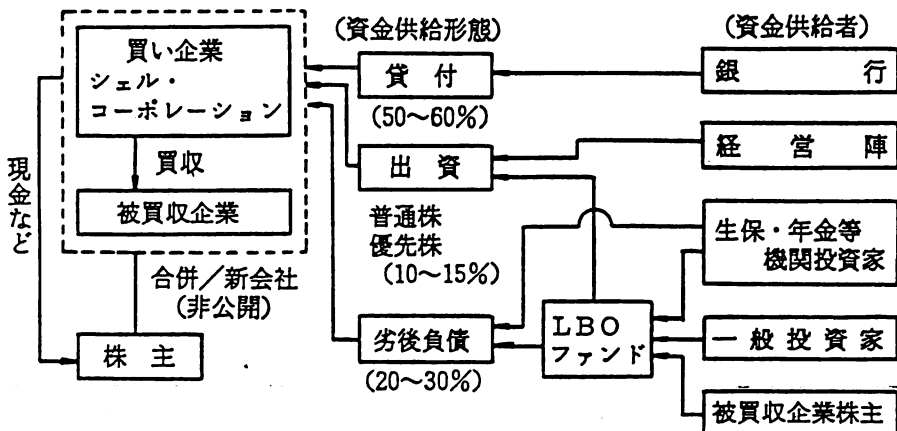 (資金供給形態)
(資金供給者)
買い企業
シェル・
コーポレーション
買収
被買収企業
現金など
合併／新会社
(非公開)
株主
貸付
(50〜60%)
出資
普通株
優先株
(10〜15%)
劣後負債
(20〜30%)
LBO
ファンド
銀行
経営陣
生保・年金等
機関投資家
一般投資家
被買収企業株主